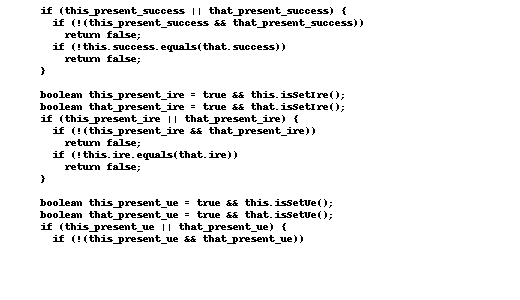 if (this_present_success || that_present_success) {
if (!(this_present_success && that_present_success))
return false;
if (!this.success.equals(that.success))
return false;
}
boolean this_present_ire = true && this.isSetIre();
boolean that_present_ire = true && that.isSetIre();
if (this_present_ire || that_present_ire) {
if (!(this_present_ire && that_present_ire))
return false;
if (!this.ire.equals(that.ire))
return false;
}
boolean this_present_ue = true && this.isSetUe();
boolean that_present_ue = true && that.isSetUe();
if (this_present_ue || that_present_ue) {
if (!(this_present_ue && that_present_ue))